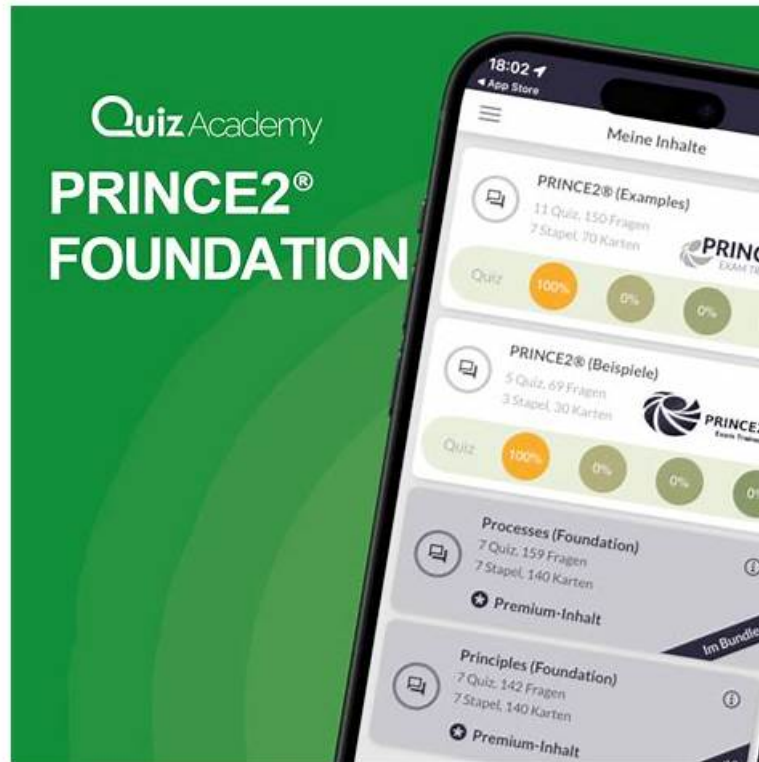 QuizAcademy
PRINCE2®
FOUNDATION
18:02
App Store
Meine Inhalte
PRINCE2® (Examples)
11 Quiz, 150 Fragen
7 Stapel, 70 Karten
Quiz
100%
0%
0%
PRINCE2® (Beispiele)
5 Quiz, 69 Fragen
3 Stapel, 30 Karten
PRINCE2
Quiz
100%
0%
0%
Processes (Foundation)
7 Quiz, 159 Fragen
7 Stapel, 140 Karten
Premium-Inhalt
Im Bundle
Principles (Foundation)
7 Quiz, 142 Fragen
7 Stapel, 140 Karten
Premium-Inhalt